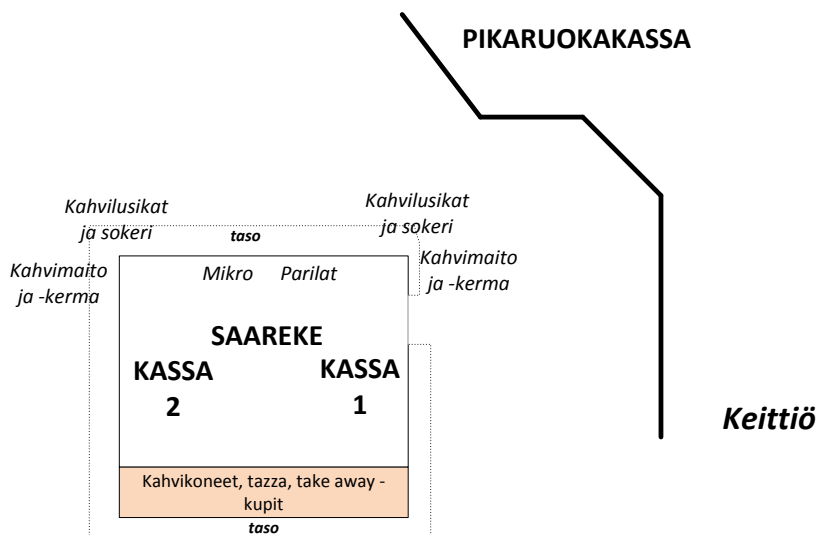 PIKARUOKAKASSA
Kahvilusikat
ja sokeri
taso
Kahvilusikat
ja sokeri
Kahvimaito
ja -kerma
Mikro
Parilat
Kahvimaito
ja -kerma
SAAREKE
KASSA
2
KASSA
1
Keittiö
Kahvikoneet, tazza, take away -
kupit
taso